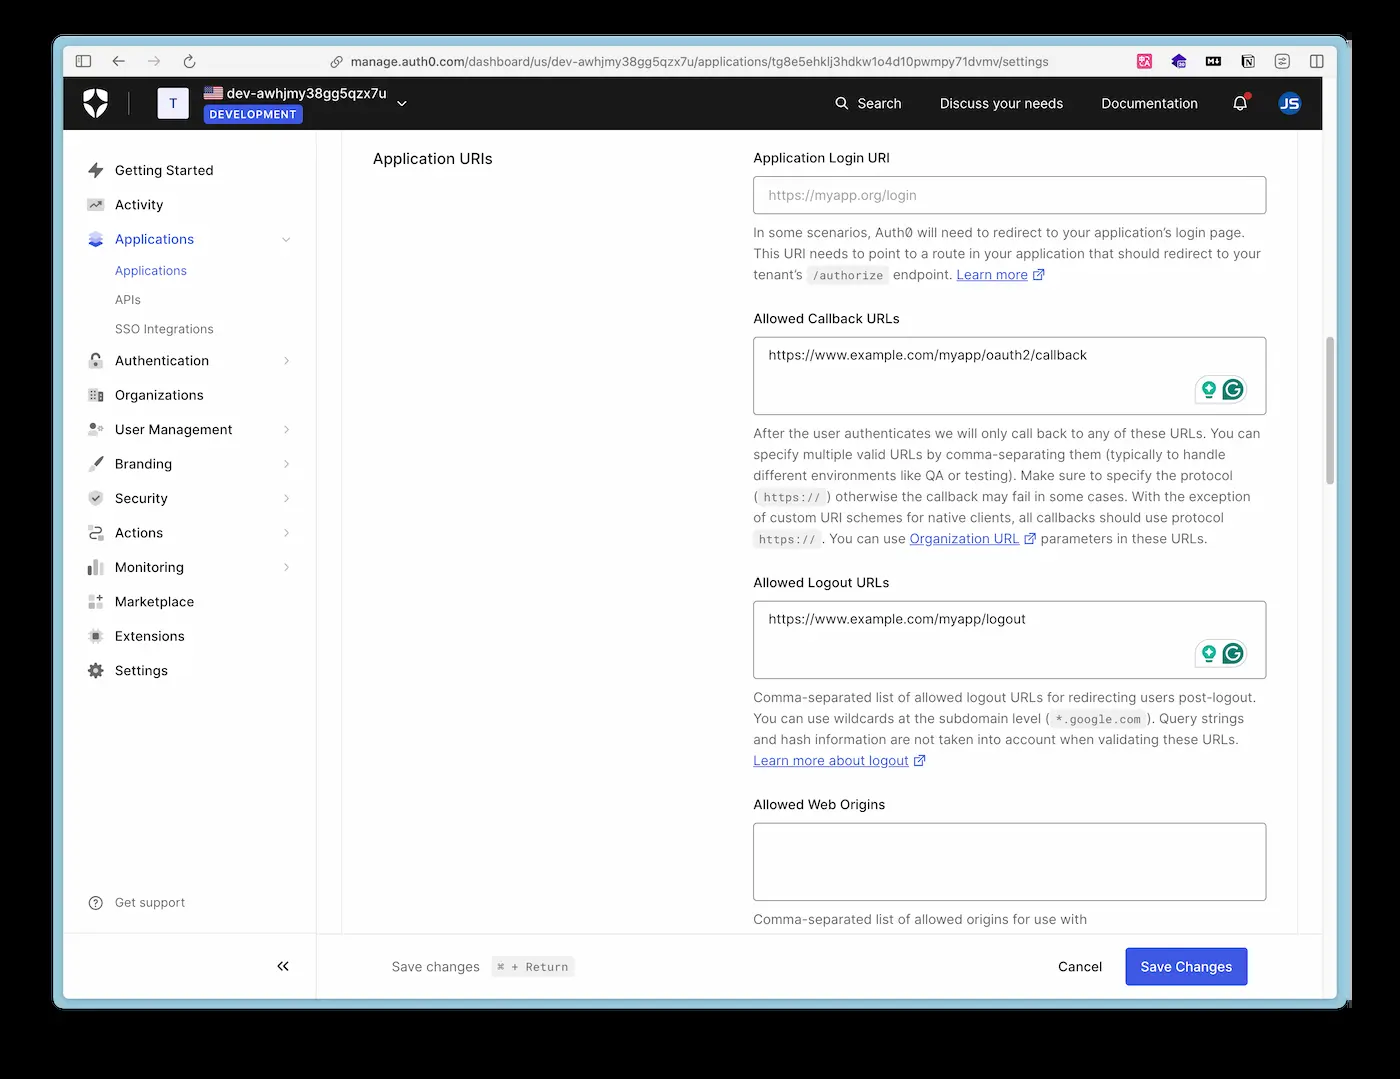 manage.auth0.com/dashboard/us/dev-awhjmy38gg5qzx7u/applications/tg8e5ehklj3hdkw1o4d10pwmpy71dvmv/settings
T
dev-awhjmy38gg5qzx7u
DEVELOPMENT
Search
Discuss your needs
Documentation
JS
Getting Started
Activity
Applications
Applications
APIs
SSO Integrations
Authentication
Organizations
User Management
Branding
Security
Actions
Monitoring
Marketplace
Extensions
Settings
Get support
Application URIs
Application Login URI
https://myapp.org/login
In some scenarios, Auth0 will need to redirect to your application's login page.
This URI needs to point to a route in your application that should redirect to your
tenant's /authorize endpoint. Learn more
Allowed Callback URLs
https://www.example.com/myapp/oauth2/callback
After the user authenticates we will only call back to any of these URLs. You can
specify multiple valid URLs by comma-separating them (typically to handle
different environments like QA or testing). Make sure to specify the protocol
( https:// ) otherwise the callback may fail in some cases. With the exception
of custom URI schemes for native clients, all callbacks should use protocol
https:// . You can use Organization URL parameters in these URLs.
Allowed Logout URLs
https://www.example.com/myapp/logout
Comma-separated list of allowed logout URLs for redirecting users post-logout.
You can use wildcards at the subdomain level ( *.google.com ). Query strings
and hash information are not taken into account when validating these URLs.
Learn more about logout
Allowed Web Origins
Comma-separated list of allowed origins for use with
Save changes ⌘ + Return
Cancel
Save Changes